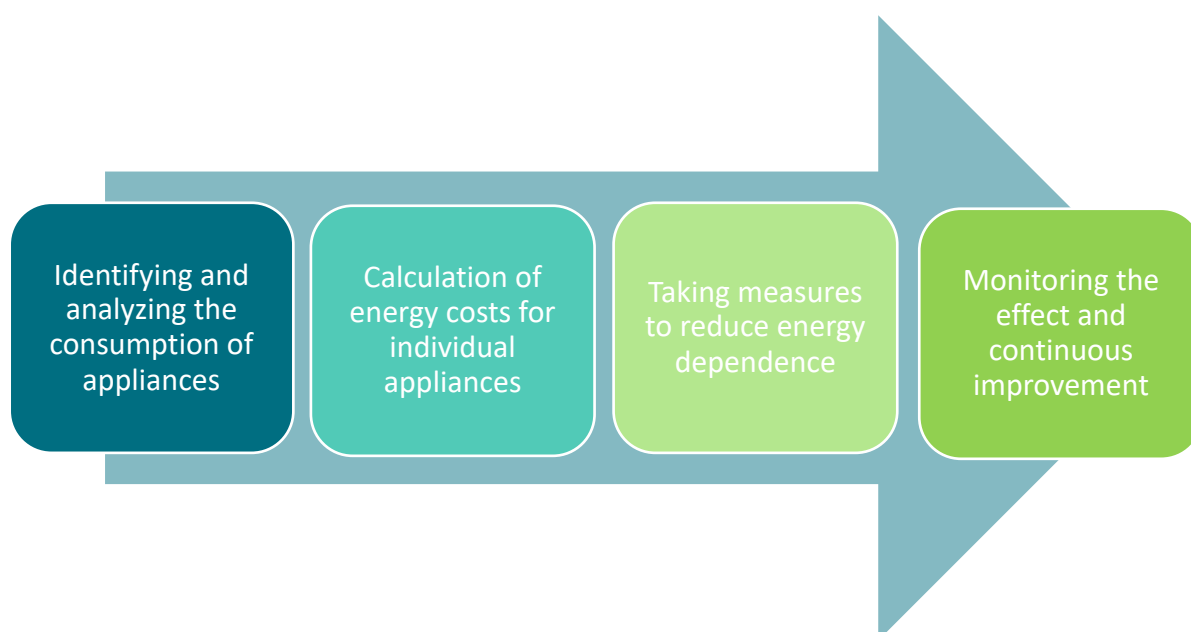 Identifying and
analyzing the
consumption of
appliances
Calculation of
energy costs for
individual
appliances
Taking measures
to reduce energy
dependence
Monitoring the
effect and
continuous
improvement